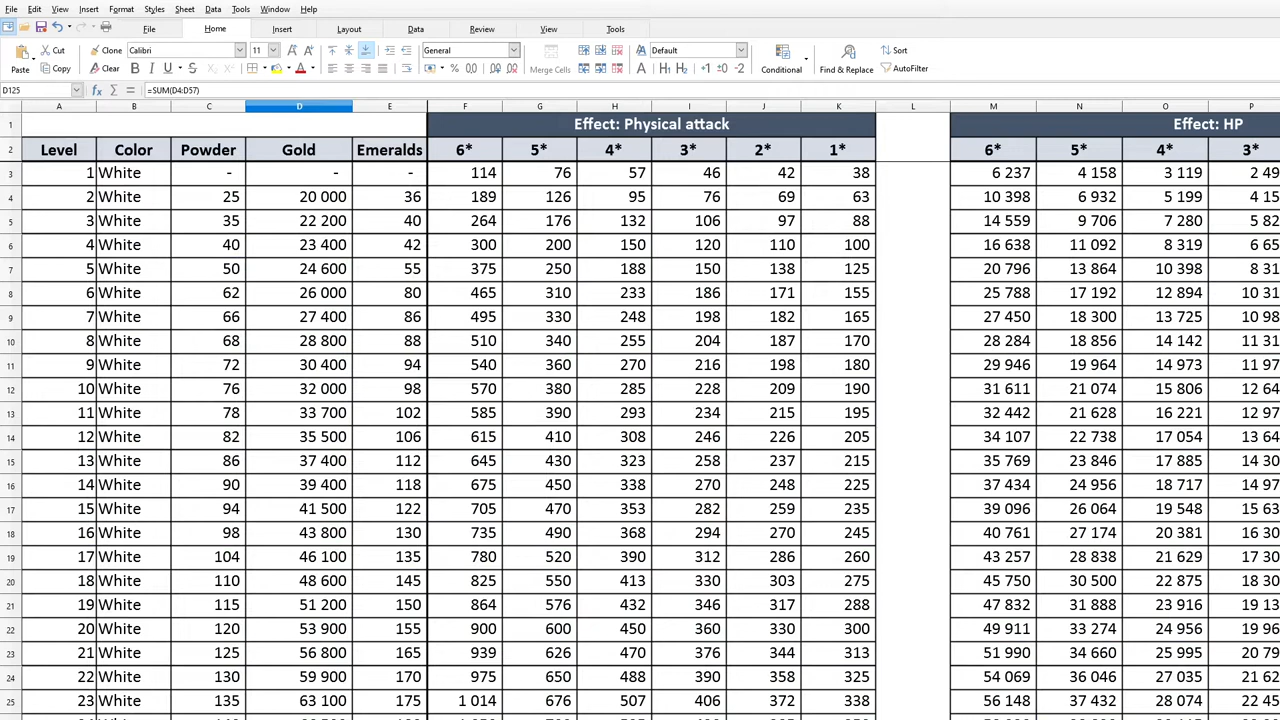 File Edit View Insert Format Styles Sheet Data Tools Window Help
File Home Insert Layout Data Review View Tools
Cut Clone Calibri 11 General Default Sort
Paste Copy Clear Merge Cells Conditional Find & Replace AutoFilter
D125 =SUM(D4:D57)
A B C D E F G H I J K L M N O P
1 Effect: Physical attack Effect: HP
2 Level Color Powder Gold Emeralds 6* 5* 4* 3* 2* 1* 6* 5* 4* 3*
3 1 White - - - 114 76 57 46 42 38 6 237 4 158 3 119 2 49
4 2 White 25 20 000 36 189 126 95 76 69 63 10 398 6 932 5 199 4 15
5 3 White 35 22 200 40 264 176 132 106 97 88 14 559 9 706 7 280 5 82
6 4 White 40 23 400 42 300 200 150 120 110 100 16 638 11 092 8 319 6 65
7 5 White 50 24 600 55 375 250 188 150 138 125 20 796 13 864 10 398 8 31
8 6 White 62 26 000 80 465 310 233 186 171 155 25 788 17 192 12 894 10 31
9 7 White 66 27 400 86 495 330 248 198 182 165 27 450 18 300 13 725 10 98
10 8 White 68 28 800 88 510 340 255 204 187 170 28 284 18 856 14 142 11 31
11 9 White 72 30 400 94 540 360 270 216 198 180 29 946 19 964 14 973 11 97
12 10 White 76 32 000 98 570 380 285 228 209 190 31 611 21 074 15 806 12 64
13 11 White 78 33 700 102 585 390 293 234 215 195 32 442 21 628 16 221 12 97
14 12 White 82 35 500 106 615 410 308 246 226 205 34 107 22 738 17 054 13 64
15 13 White 86 37 400 112 645 430 323 258 237 215 35 769 23 846 17 885 14 30
16 14 White 90 39 400 118 675 450 338 270 248 225 37 434 24 956 18 717 14 97
17 15 White 94 41 500 122 705 470 353 282 259 235 39 096 26 064 19 548 15 63
18 16 White 98 43 800 130 735 490 368 294 270 245 40 761 27 174 20 381 16 30
19 17 White 104 46 100 135 780 520 390 312 286 260 43 257 28 838 21 629 17 30
20 18 White 110 48 600 145 825 550 413 330 303 275 45 750 30 500 22 875 18 30
21 19 White 115 51 200 150 864 576 432 346 317 288 47 832 31 888 23 916 19 13
22 20 White 120 53 900 155 900 600 450 360 330 300 49 911 33 274 24 956 19 96
23 21 White 125 56 800 165 939 626 470 376 344 313 51 990 34 660 25 995 20 79
24 22 White 130 59 900 170 975 650 488 390 358 325 54 069 36 046 27 035 21 62
25 23 White 135 63 100 175 1 014 676 507 406 372 338 56 148 37 432 28 074 22 45